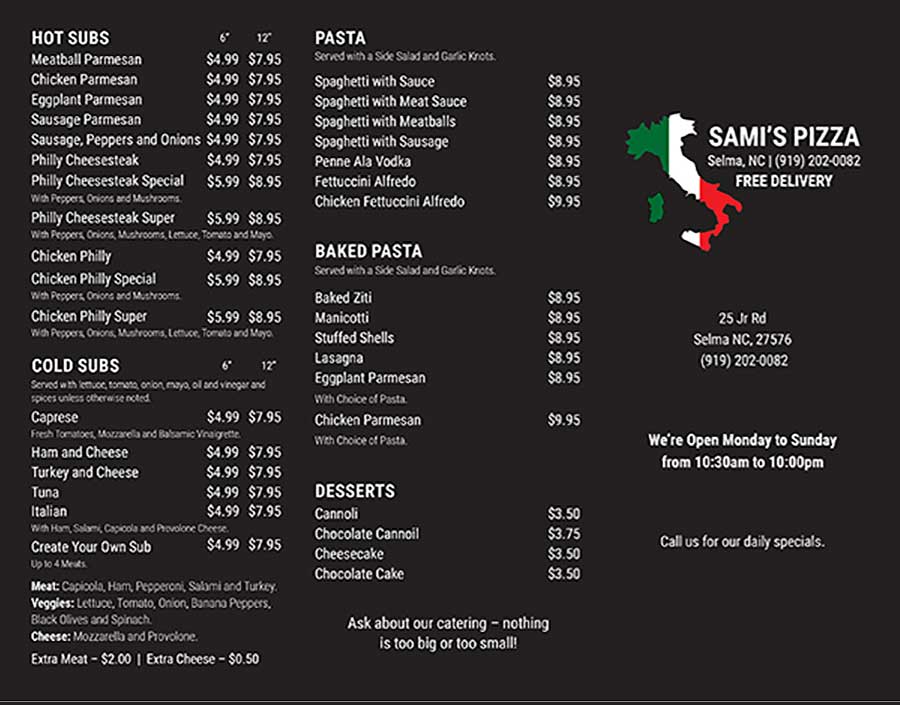 HOT SUBS 6" 12"
Meatball Parmesan $4.99 $7.95
Chicken Parmesan $4.99 $7.95
Eggplant Parmesan $4.99 $7.95
Sausage Parmesan $4.99 $7.95
Sausage, Peppers and Onions $4.99 $7.95
Philly Cheesesteak $4.99 $7.95
Philly Cheesesteak Special $5.99 $8.95
With Peppers, Onions and Mushrooms.
Philly Cheesesteak Super $5.99 $8.95
With Peppers, Onions, Mushrooms, Lettuce, Tomato and Mayo.
Chicken Philly $4.99 $7.95
Chicken Philly Special $5.99 $8.95
With Peppers, Onions and Mushrooms.
Chicken Philly Super $5.99 $8.95
With Peppers, Onions, Mushrooms, Lettuce, Tomato and Mayo.
COLD SUBS 6" 12"
Served with lettuce, tomato, onion, mayo, oil and vinegar and
spices unless otherwise noted.
Caprese $4.99 $7.95
Fresh Tomatoes, Mozzarella and Balsamic Vinaigrette.
Ham and Cheese $4.99 $7.95
Turkey and Cheese $4.99 $7.95
Tuna $4.99 $7.95
Italian $4.99 $7.95
With Ham, Salami, Capicola and Provolone Cheese.
Create Your Own Sub $4.99 $7.95
Up to 4 Meats.
Meat: Capicola, Ham, Pepperoni, Salami and Turkey.
Veggies: Lettuce, Tomato, Onion, Banana Peppers,
Black Olives and Spinach.
Cheese: Mozzarella and Provolone.
Extra Meat – $2.00 | Extra Cheese – $0.50
PASTA
Served with a Side Salad and Garlic Knots.
Spaghetti with Sauce $8.95
Spaghetti with Meat Sauce $8.95
Spaghetti with Meatballs $8.95
Spaghetti with Sausage $8.95
Penne Ala Vodka $8.95
Fettuccini Alfredo $8.95
Chicken Fettuccini Alfredo $9.95
BAKED PASTA
Served with a Side Salad and Garlic Knots.
Baked Ziti $8.95
Manicotti $8.95
Stuffed Shells $8.95
Lasagna $8.95
Eggplant Parmesan $8.95
With Choice of Pasta.
Chicken Parmesan $9.95
With Choice of Pasta.
DESSERTS
Cannoli $3.50
Chocolate Cannoil $3.75
Cheesecake $3.50
Chocolate Cake $3.50
Ask about our catering – nothing
is too big or too small!
SAMI'S PIZZA
Selma, NC | (919) 202-0082
FREE DELIVERY
25 Jr Rd
Selma NC, 27576
(919) 202-0082
We're Open Monday to Sunday
from 10:30am to 10:00pm
Call us for our daily specials.